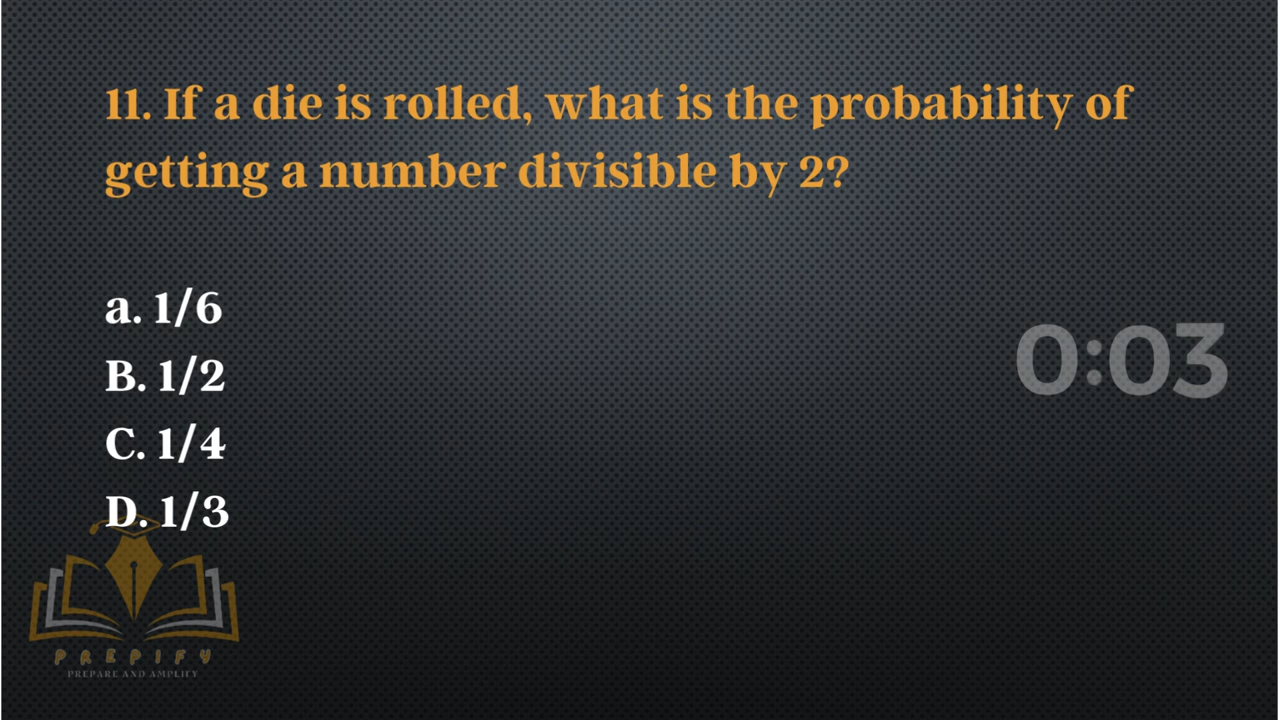 11. If a die is rolled, what is the probability of
getting a number divisible by 2?
a. 1/6
B. 1/2
C. 1/4
D. 1/3
0:03
PREPIFY
PREPARE AND AMPLIFY